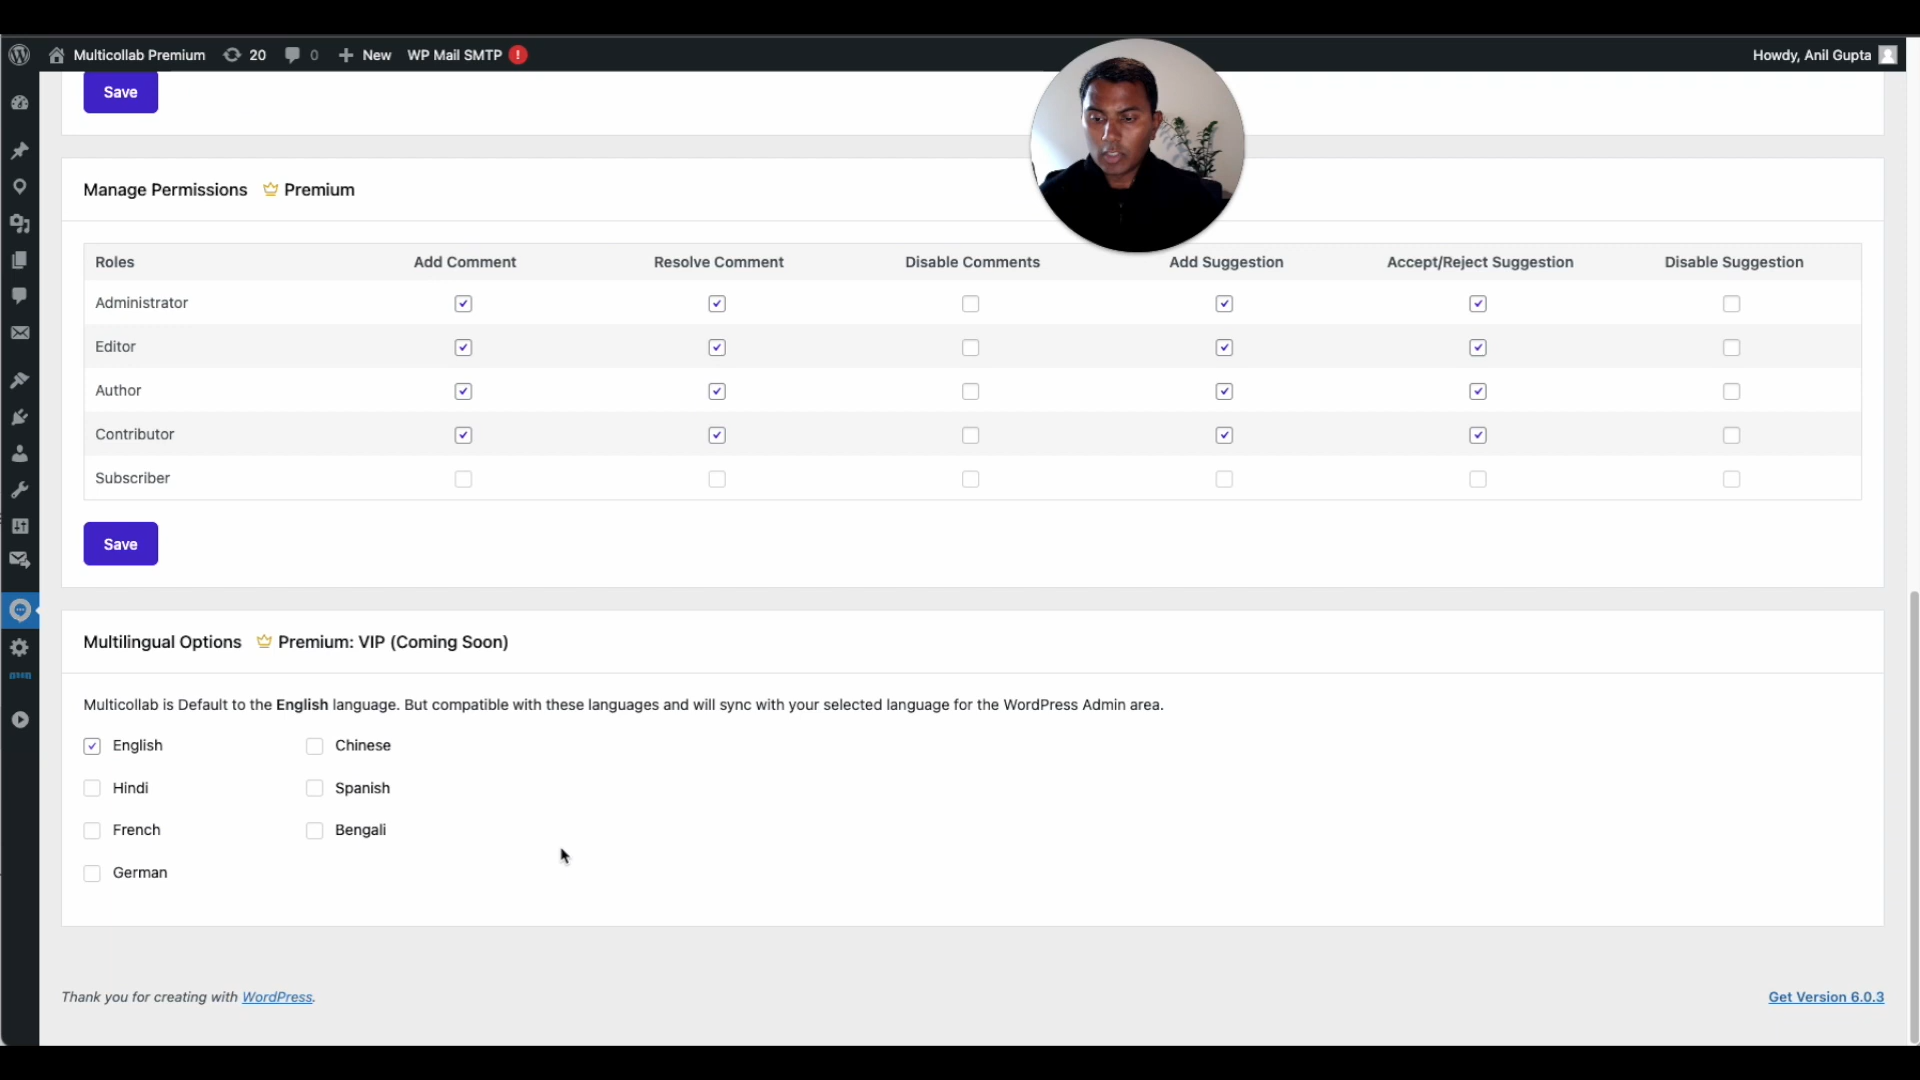 Multicollab Premium 20 0 New WP Mail SMTP ! Howdy, Anil Gupta
Save
Manage Permissions Premium
Roles Add Comment Resolve Comment Disable Comments Add Suggestion Accept/Reject Suggestion Disable Suggestion
Administrator
Editor
Author
Contributor
Subscriber
Save
Multilingual Options Premium: VIP (Coming Soon)
Multicollab is Default to the English language. But compatible with these languages and will sync with your selected language for the WordPress Admin area.
English Chinese
Hindi Spanish
French Bengali
German
Thank you for creating with WordPress. Get Version 6.0.3